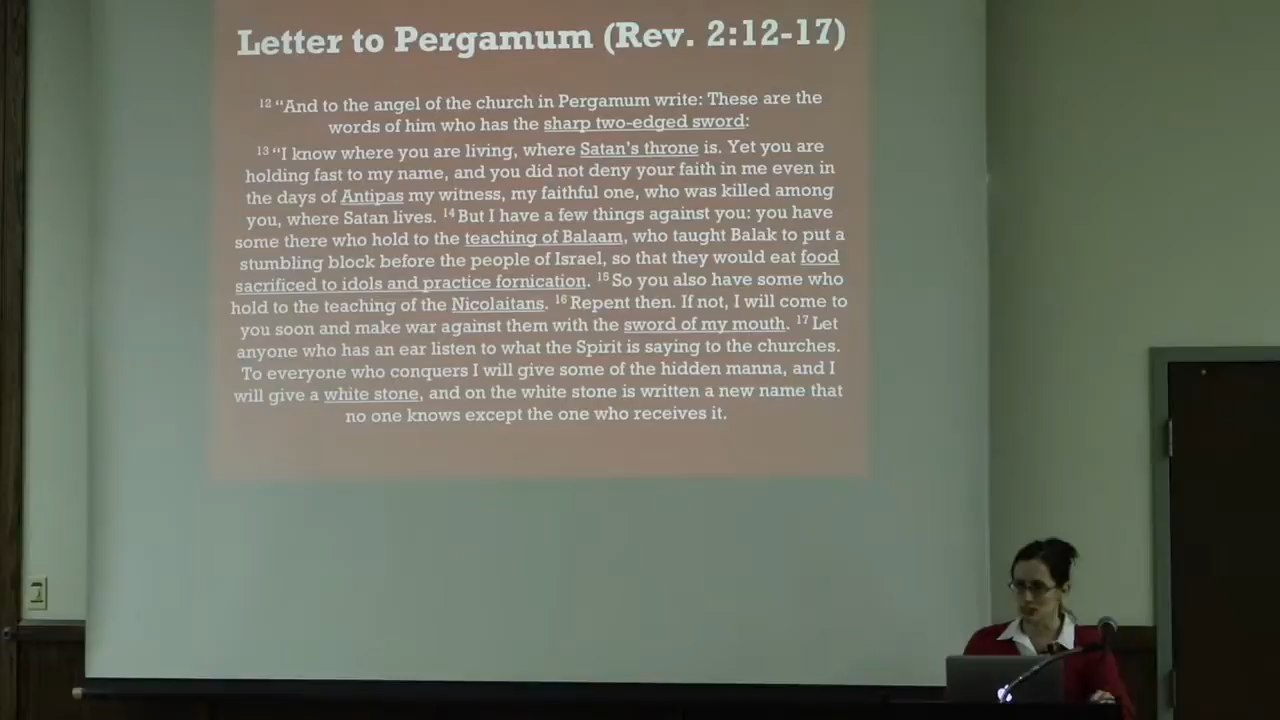 Letter to Pergamum (Rev. 2:12-17)
12 “And to the angel of the church in Pergamum write: These are the
words of him who has the sharp two-edged sword:
13 “I know where you are living, where Satan’s throne is. Yet you are
holding fast to my name, and you did not deny your faith in me even in
the days of Antipas my witness, my faithful one, who was killed among
you, where Satan lives. 14 But I have a few things against you: you have
some there who hold to the teaching of Balaam, who taught Balak to put a
stumbling block before the people of Israel, so that they would eat food
sacrificed to idols and practice fornication. 15 So you also have some who
hold to the teaching of the Nicolaitans. 16 Repent then. If not, I will come to
you soon and make war against them with the sword of my mouth. 17 Let
anyone who has an ear listen to what the Spirit is saying to the churches.
To everyone who conquers I will give some of the hidden manna, and I
will give a white stone, and on the white stone is written a new name that
no one knows except the one who receives it.